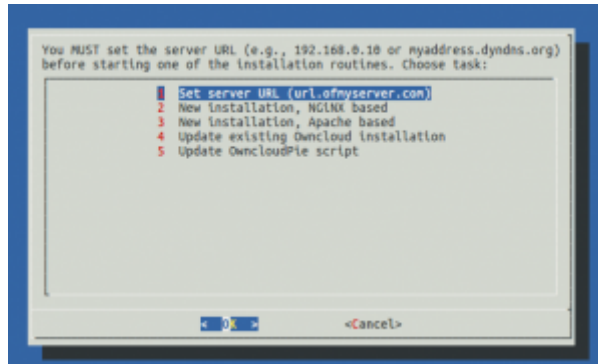 You MUST set the server URL (e.g., 192.168.0.10 or myaddress.dyndns.org)
before starting one of the installation routines. Choose task:
1 Set server URL (url.ofmyserver.com)
2 New installation, NGiNX based
3 New installation, Apache based
4 Update existing Owncloud installation
5 Update OwncloudPie script
< OK > <Cancel>